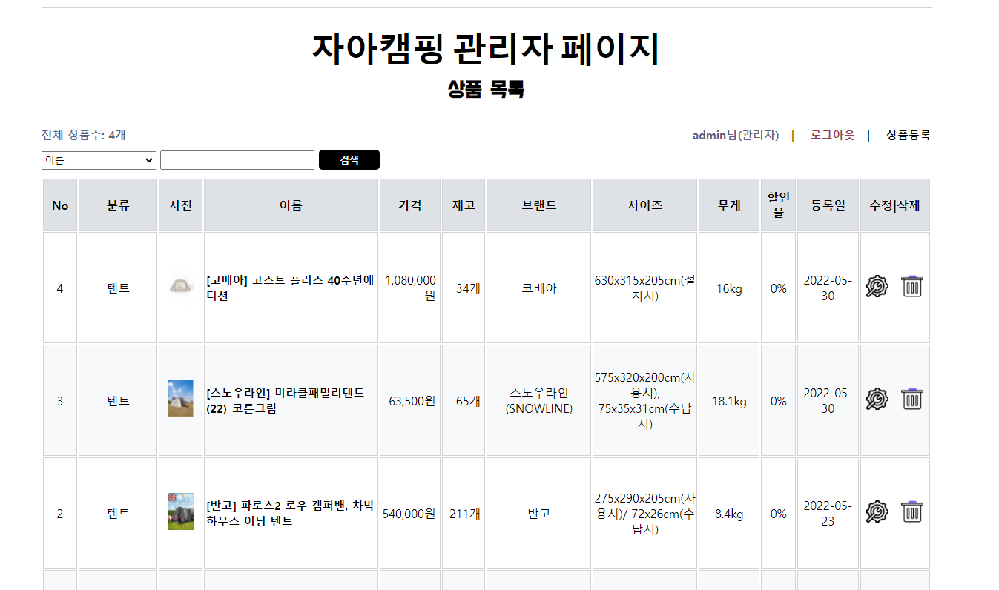 자아캠핑 관리자 페이지
상품 목록
전체 상품수: 4개
admin님(관리자) | 로그아웃 | 상품등록
이름 검색
No 분류 사진 이름 가격 재고 브랜드 사이즈 무게 할인율 등록일 수정|삭제
4 텐트 [코베아] 고스트 플러스 40주년에디션 1,080,000원 34개 코베아 630x315x205cm(설치시) 16kg 0% 2022-05-30
3 텐트 [스노우라인] 미라클패밀리텐트(22)_코튼크림 63,500원 65개 스노우라인(SNOWLINE) 575x320x200cm(사용시), 75x35x31cm(수납시) 18.1kg 0% 2022-05-30
2 텐트 [반고] 파로스2 로우 캠퍼밴, 차박 하우스 어닝 텐트 540,000원 211개 반고 275x290x205cm(사용시)/ 72x26cm(수납시) 8.4kg 0% 2022-05-23